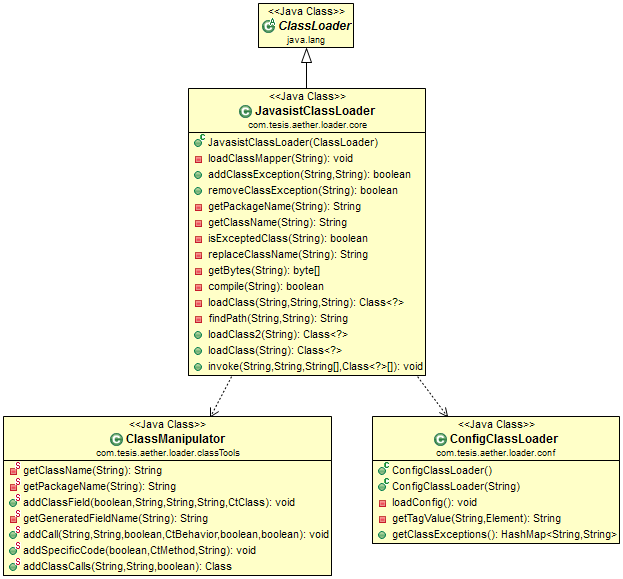 <<Java Class>>
ClassLoader
java.lang
<<Java Class>>
JavasistClassLoader
com.tesis.aether.loader.core
JavasistClassLoader(ClassLoader)
loadClassMapper(String): void
addClassException(String,String): boolean
removeClassException(String): boolean
getPackageName(String): String
getClassName(String): String
isExceptedClass(String): boolean
replaceClassName(String): String
getBytes(String): byte[]
compile(String): boolean
loadClass(String,String,String): Class<?>
findPath(String,String): String
loadClass2(String): Class<?>
loadClass(String): Class<?>
invoke(String,String,String[],Class<?>[]): void
<<Java Class>>
ClassManipulator
com.tesis.aether.loader.classTools
getClassName(String): String
getPackageName(String): String
addClassField(boolean,String,String,String,CtClass): void
getGeneratedFieldName(String): String
addCall(String,String,boolean,CtBehavior,boolean,boolean): void
addSpecificCode(boolean,CtMethod,String): void
addClassCalls(String,String,boolean): Class
<<Java Class>>
ConfigClassLoader
com.tesis.aether.loader.conf
ConfigClassLoader()
ConfigClassLoader(String)
loadConfig(): void
getTagValue(String,Element): String
getClassExceptions(): HashMap<String,String>